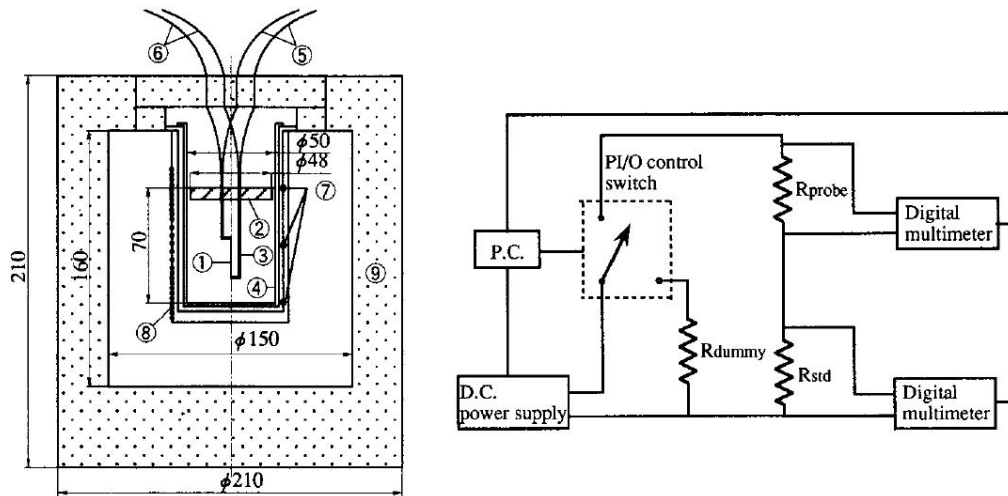 ⑥
⑤
φ50
φ48
⑦
②
70
①
③
④
⑨
210
160
⑧
φ150
φ210
PI/O control
switch
Rprobe
Digital
multimeter
P.C.
Rdummy
Rstd
D.C.
power supply
Digital
multimeter